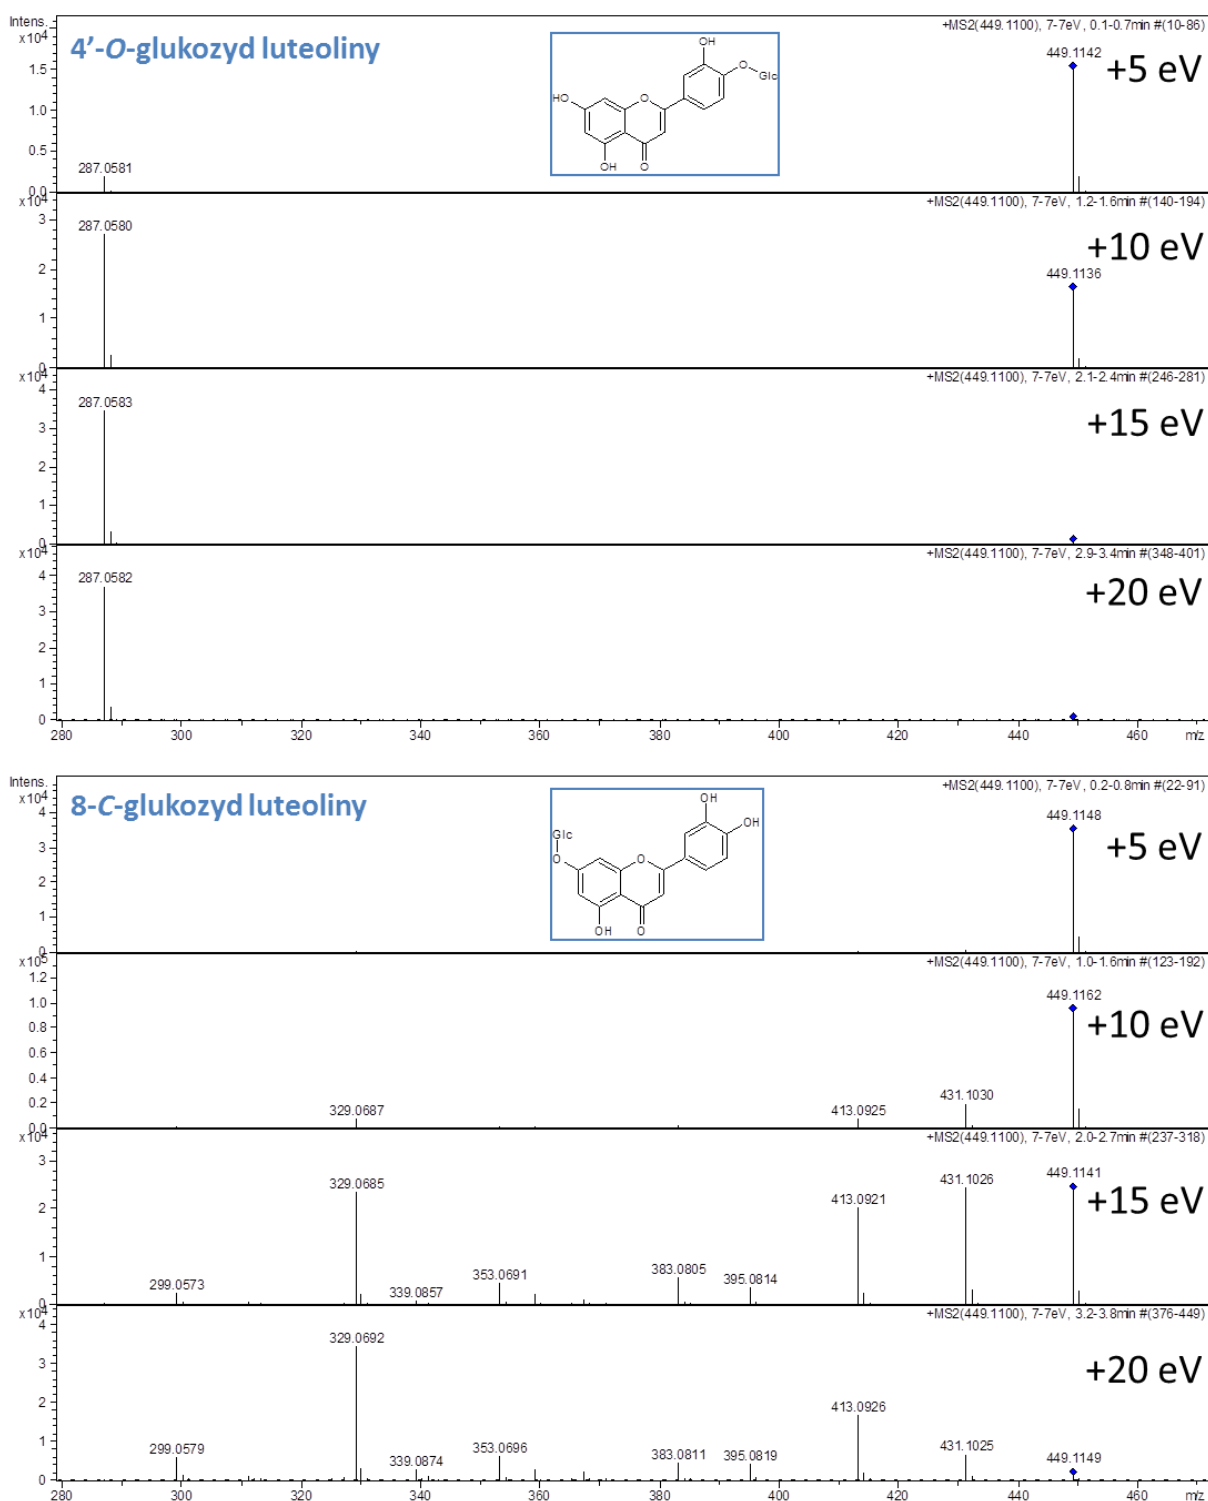 Intens.
x10⁴
4'-O-glukozyd luteoliny
+MS2(449.1100), 7-7eV, 0.1-0.7min #(10-86)
449.1142
+5 eV
OH
O
Glc
HO
O
OH
O
1.5
1.0
0.5
0.0
287.0581
x10⁴
+MS2(449.1100), 7-7eV, 1.2-1.6min #(140-194)
287.0580
+10 eV
449.1136
3
2
1
0
x10⁴
+MS2(449.1100), 7-7eV, 2.1-2.4min #(246-281)
287.0583
+15 eV
4
3
2
1
0
x10⁴
+MS2(449.1100), 7-7eV, 2.9-3.4min #(348-401)
287.0582
+20 eV
4
3
2
1
0
280 300 320 340 360 380 400 420 440 460 m/z
Intens.
x10⁴
8-C-glukozyd luteoliny
+MS2(449.1100), 7-7eV, 0.2-0.8min #(22-91)
449.1148
+5 eV
OH
OH
Glc
O
O
OH
O
4
3
2
1
0
x10⁵
+MS2(449.1100), 7-7eV, 1.0-1.6min #(123-192)
449.1162
+10 eV
1.2
1.0
0.8
0.6
0.4
0.2
0.0
329.0687
413.0925
431.1030
x10⁴
+MS2(449.1100), 7-7eV, 2.0-2.7min #(237-318)
449.1141
+15 eV
3
2
1
0
299.0573
329.0685
339.0857
353.0691
383.0805
395.0814
413.0921
431.1026
x10⁴
+MS2(449.1100), 7-7eV, 3.2-3.8min #(376-449)
+20 eV
4
3
2
1
0
299.0579
329.0692
339.0874
353.0696
383.0811
395.0819
413.0926
431.1025
449.1149
280 300 320 340 360 380 400 420 440 460 m/z